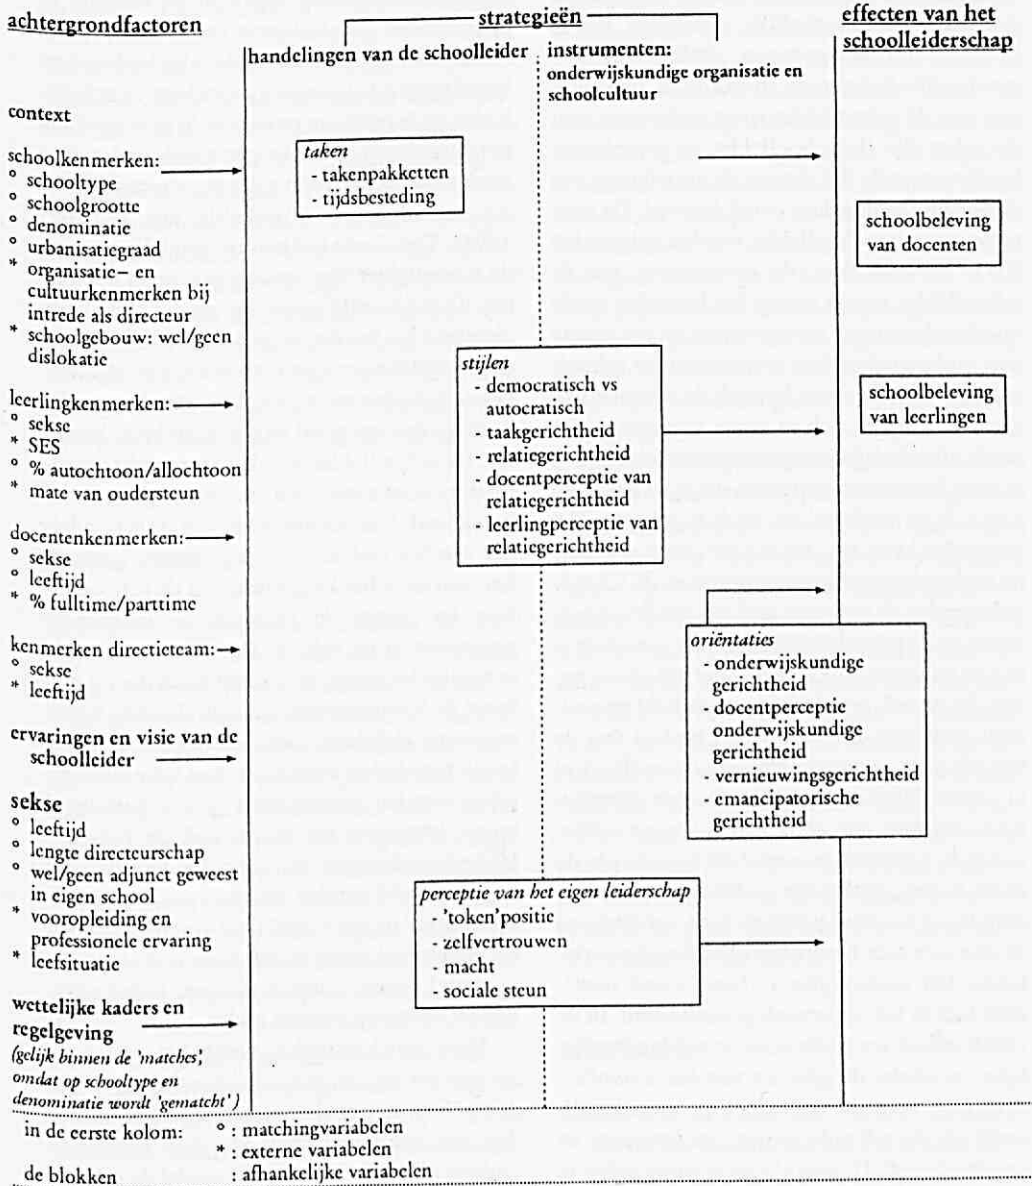 achtergrondfactoren
strategieën
effecten van het
schoolleiderschap
handelingen van de schoolleider
instrumenten:
onderwijskundige organisatie en
schoolcultuur
context
schoolkenmerken:
° schooltype
° schoolgrootte
° denominatie
° urbanisatiegraad
* organisatie- en
cultuurkenmerken bij
intrede als directeur
* schoolgebouw: wel/geen
dislokatie
leerlingkenmerken:
° sekse
* SES
° % autochtoon/allochtoon
* mate van oudersteun
docentenkenmerken:
° sekse
° leeftijd
* % fulltime/parttime
kenmerken directieteam:
° sekse
* leeftijd
ervaringen en visie van de
schoolleider
sekse
° leeftijd
° lengte directeurschap
° wel/geen adjunct geweest
in eigen school
* vooropleiding en
professionele ervaring
* leefsituatie
wettelijke kaders en
regelgeving
(gelijk binnen de 'matches',
omdat op schooltype en
denominatie wordt 'gematcht')
taken
- takenpakketten
- tijdsbesteding
stijlen
- democratisch vs
autocratisch
- taakgerichtheid
- relatiegerichtheid
- docentperceptie van
relatiegerichtheid
- leerlingperceptie van
relatiegerichtheid
oriëntaties
- onderwijskundige
gerichtheid
- docentperceptie
onderwijskundige
gerichtheid
- vernieuwingsgerichtheid
- emancipatorische
gerichtheid
perceptie van het eigen leiderschap
- 'token'positie
- zelfvertrouwen
- macht
- sociale steun
schoolbeleving
van docenten
schoolbeleving
van leerlingen
in de eerste kolom: ° : matchingvariabelen
* : externe variabelen
de blokken : afhankelijke variabelen